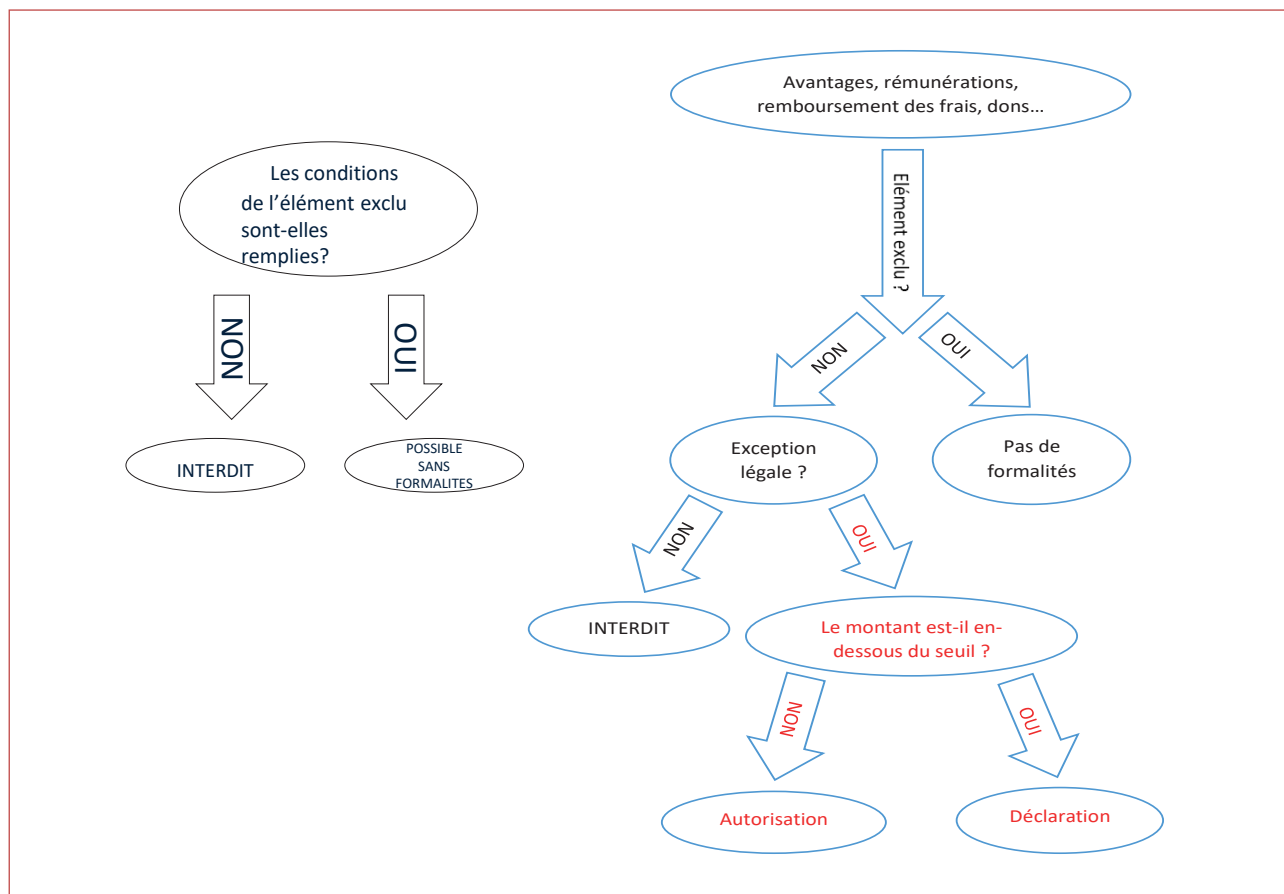 Les conditions
de l’élément exclu
sont-elles
remplies?
NON
OUI
INTERDIT
POSSIBLE
SANS
FORMALITES
Avantages, rémunérations,
remboursement des frais, dons...
Elément exclu ?
NON
OUI
Exception
légale ?
Pas de
formalités
NON
OUI
INTERDIT
Le montant est-il en-
dessous du seuil ?
NON
OUI
Autorisation
Déclaration